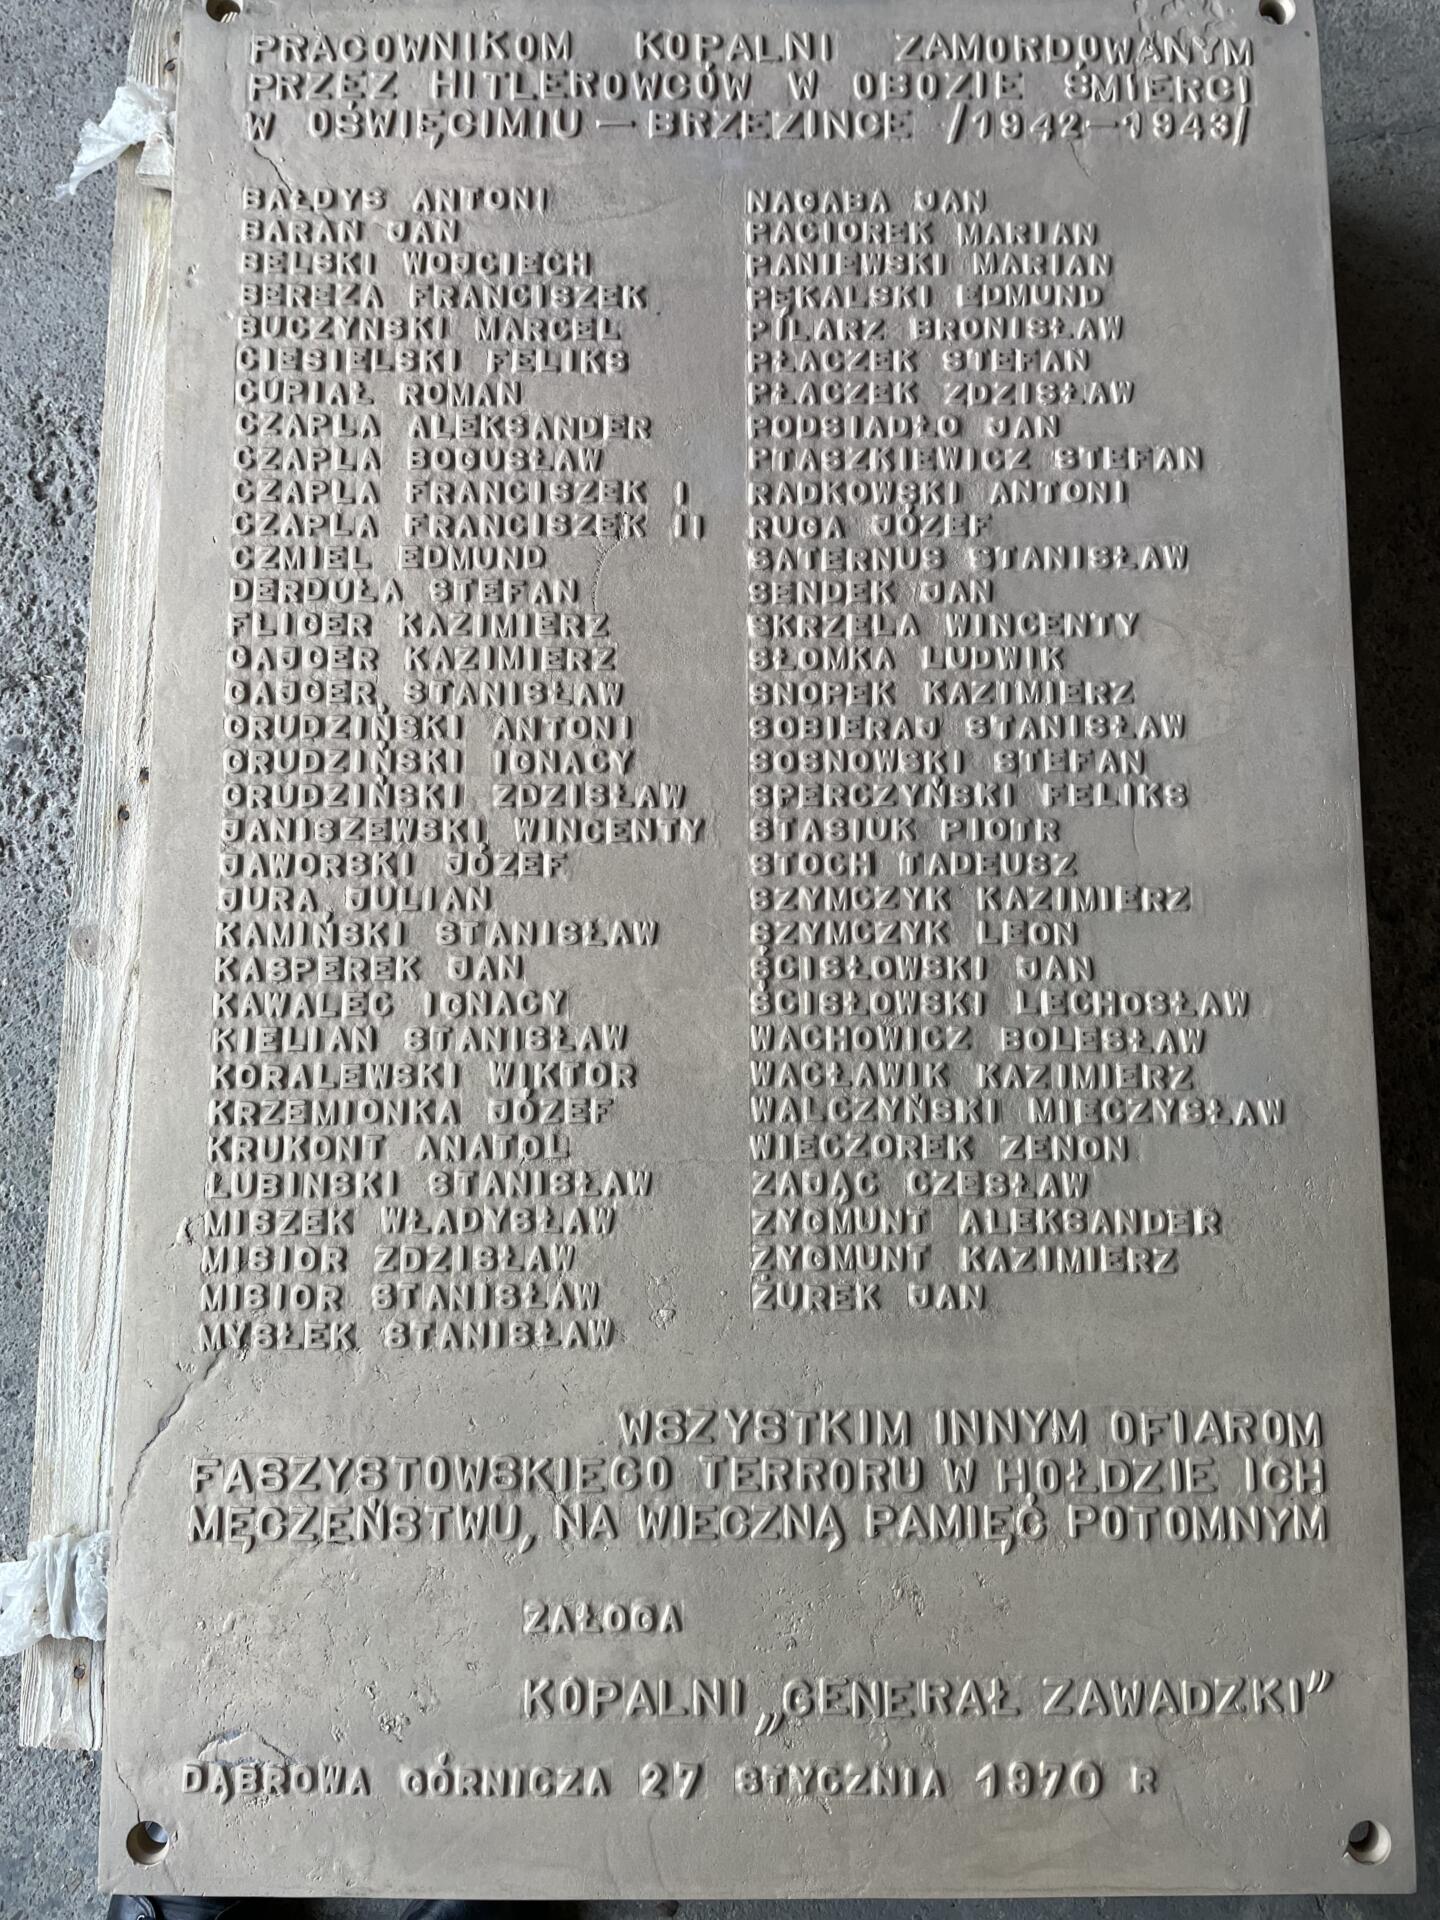 PRACOWNIKOM KOPALNI ZAMORDOWANYM
PRZEZ HITLEROWCÓW W OBOZIE ŚMIERCI
W OŚWIĘCIMIU — BRZEZINCE /1942—1943/
BAŁDYS ANTONI
BARAN JAN
BELSKI WOJCIECH
BEREZA FRANCISZEK
BUCZYNSKI MARCEL
CIESIELSKI FELIKS
CUPIAŁ ROMAN
CZAPLA ALEKSANDER
CZAPLA BOGUSŁAW
CZAPLA FRANCISZEK I
CZAPLA FRANCISZEK II
CZMIEL EDMUND
DERDUŁA STEFAN
FLIGER KAZIMIERZ
GAJGER KAZIMIERZ
GAJGER STANISŁAW
GRUDZIŃSKI ANTONI
GRUDZIŃSKI IGNACY
GRUDZIŃSKI ZDZISŁAW
JANISZEWSKI WINCENTY
JAWORSKI JÓZEF
JURA JULIAN
KAMIŃSKI STANISŁAW
KASPEREK JAN
KAWALEC IGNACY
KIELIAN STANISŁAW
KORALEWSKI WIKTOR
KRZEMIONKA JÓZEF
KRUKONT ANATOL
ŁUBINSKI STANISŁAW
MISZEK WŁADYSŁAW
MISIOR ZDZISŁAW
MISIOR STANISŁAW
MYSŁEK STANISŁAW
NAGABA JAN
PACIOREK MARIAN
PANIEWSKI MARIAN
PĘKALSKI EDMUND
PILARZ BRONISŁAW
PŁACZEK STEFAN
PŁACZEK ZDZISŁAW
PODSIADŁO JAN
PTASZKIEWICZ STEFAN
RADKOWSKI ANTONI
RUGA JÓZEF
SATERNUS STANISŁAW
SENDEK JAN
SKRZELA WINCENTY
SŁOMKA LUDWIK
SNOPEK KAZIMIERZ
SOBIERAJ STANISŁAW
SOSNOWSKI STEFAN
SPERCZYŃSKI FELIKS
STASIUK PIOTR
STOCH TADEUSZ
SZYMCZYK KAZIMIERZ
SZYMCZYK LEON
ŚCISŁOWSKI JAN
ŚCISŁOWSKI LECHOSŁAW
WACHOWICZ BOLESŁAW
WACŁAWIK KAZIMIERZ
WALCZYŃSKI MIECZYSŁAW
WIECZOREK ZENON
ZAJĄC CZESŁAW
ZYGMUNT ALEKSANDER
ZYGMUNT KAZIMIERZ
ŻUREK JAN
WSZYSTKIM INNYM OFIAROM
FASZYSTOWSKIEGO TERRORU W HOŁDZIE ICH
MĘCZEŃSTWU, NA WIECZNĄ PAMIĘĆ POTOMNYM
ZAŁOGA
KOPALNI „GENERAŁ ZAWADZKI”
DĄBROWA GÓRNICZA 27 STYCZNIA 1970 R